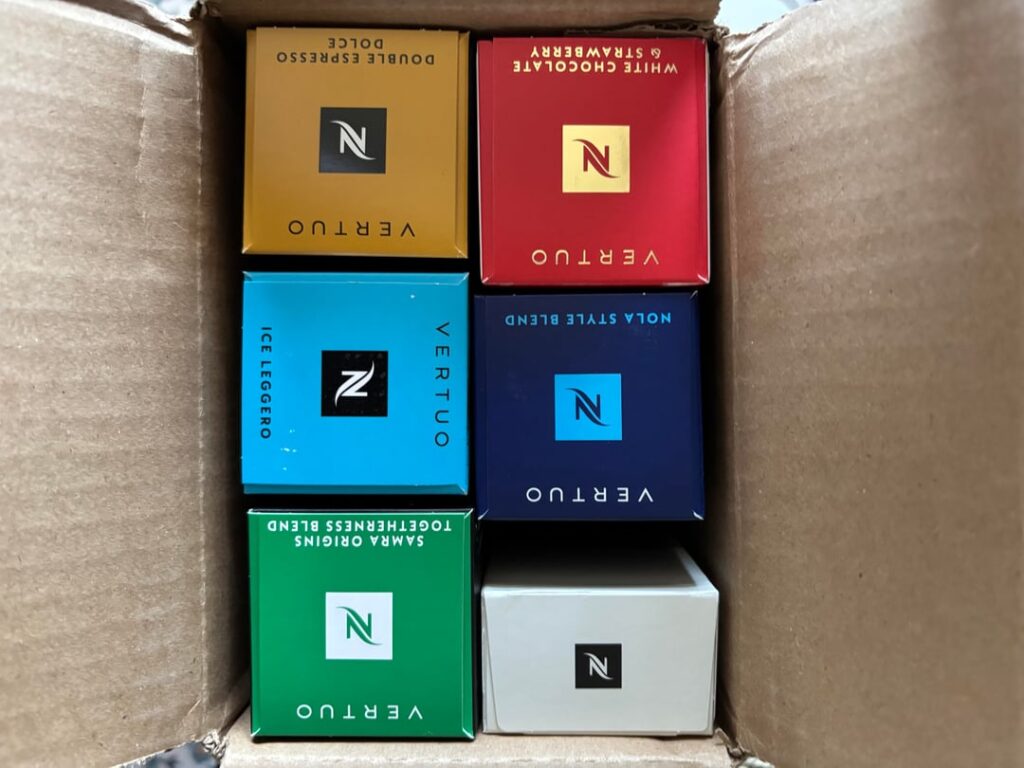 DOUBLE ESPRESSO
DOLCE
N
VERTUO
WHITE CHOCOLATE
& STRAWBERRY
N
VERTUO
ICE LEGGERO
N
VERTUO
NOLA STYLE BLEND
N
VERTUO
SAMRA ORIGINS
TOGETHERNESS BLEND
N
VERTUO
N